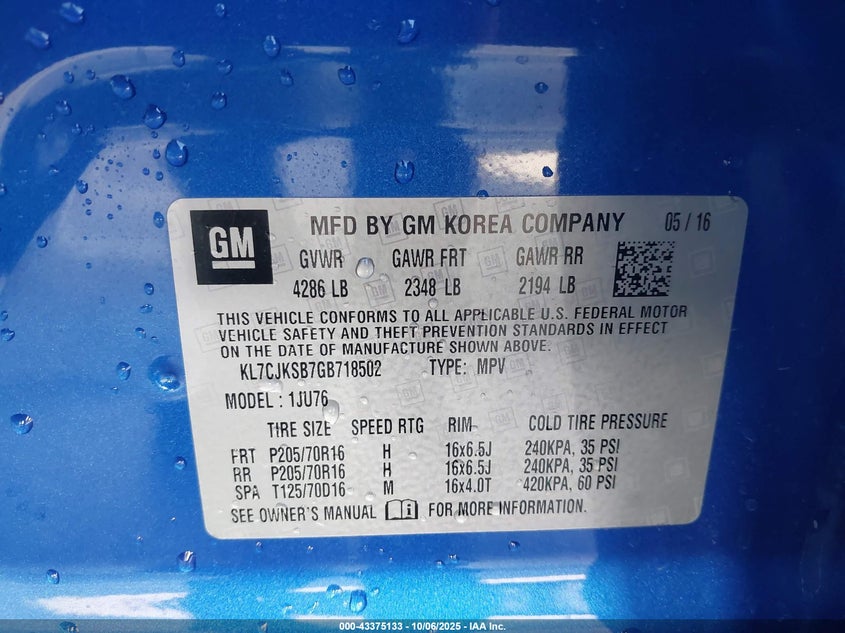 GM
MFD BY GM KOREA COMPANY 05 / 16
GVWR GAWR FRT GAWR RR
4286 LB 2348 LB 2194 LB
THIS VEHICLE CONFORMS TO ALL APPLICABLE U.S. FEDERAL MOTOR
VEHICLE SAFETY AND THEFT PREVENTION STANDARDS IN EFFECT
ON THE DATE OF MANUFACTURE SHOWN ABOVE.
KL7CJKSB7GB718502 TYPE: MPV
MODEL : 1JU76
TIRE SIZE SPEED RTG RIM COLD TIRE PRESSURE
FRT P205/70R16 H 16x6.5J 240KPA, 35 PSI
RR P205/70R16 H 16x6.5J 240KPA, 35 PSI
SPA T125/70D16 M 16x4.0T 420KPA, 60 PSI
SEE OWNER'S MANUAL i FOR MORE INFORMATION.
000-43375133 - 10/06/2025 - IAA Inc.